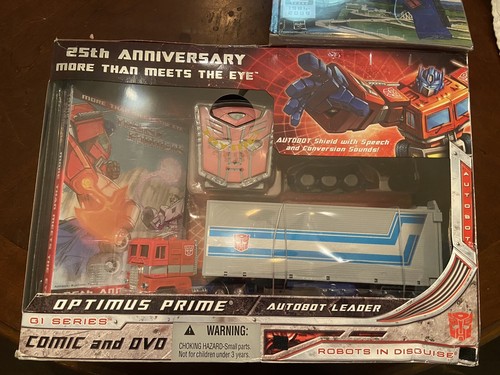 25th ANNIVERSARY
MORE THAN MEETS THE EYE™
AUTOBOT Shield with Speech
and Conversion Sounds!
AUTOBOT
OPTIMUS PRIME®
AUTOBOT LEADER
G1 SERIES
COMIC and DVD
WARNING:
CHOKING HAZARD-Small parts.
Not for children under 3 years.
ROBOTS IN DISGUISE